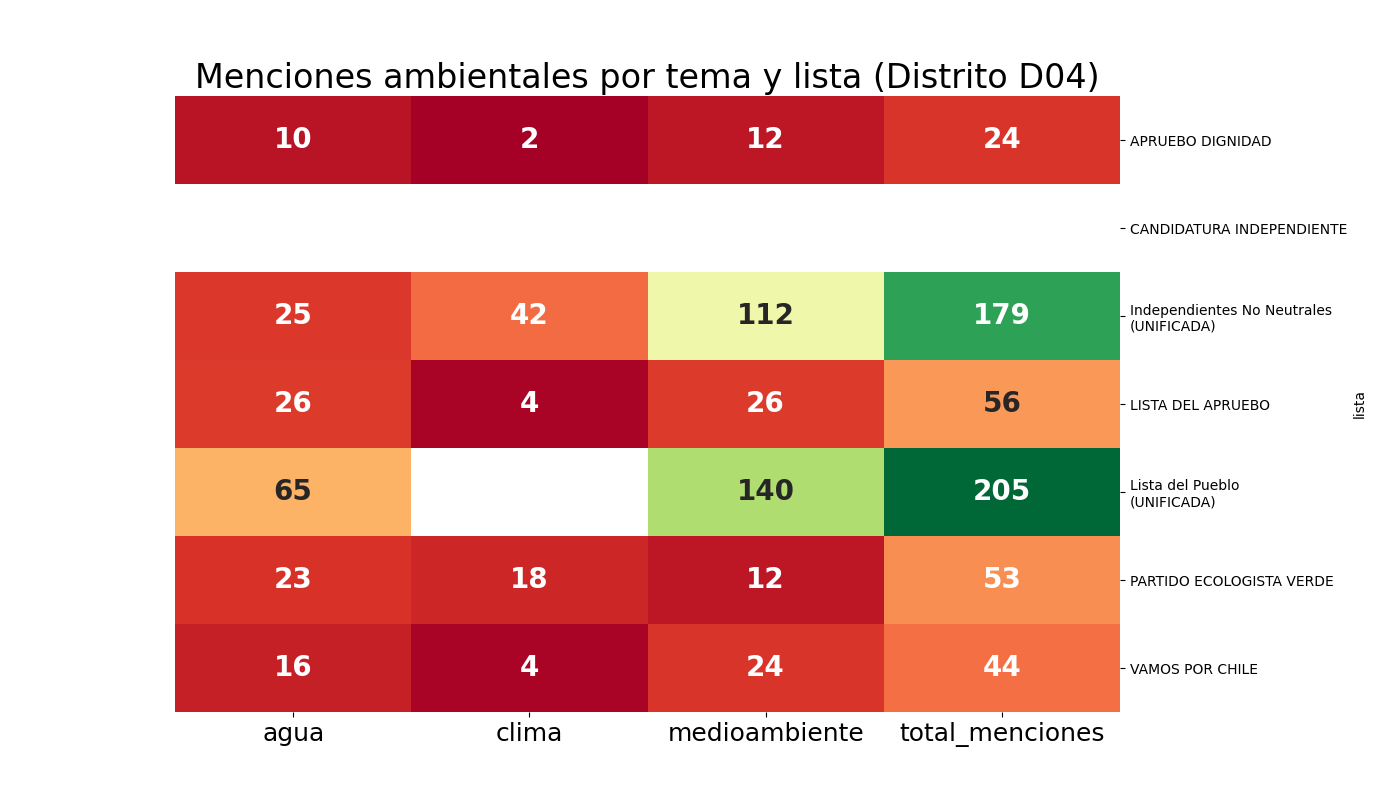 Menciones ambientales por tema y lista (Distrito D04)
10 2 12 24 APRUEBO DIGNIDAD
CANDIDATURA INDEPENDIENTE
25 42 112 179 Independientes No Neutrales
(UNIFICADA)
26 4 26 56 LISTA DEL APRUEBO
lista
65 140 205 Lista del Pueblo
(UNIFICADA)
23 18 12 53 PARTIDO ECOLOGISTA VERDE
16 4 24 44 VAMOS POR CHILE
agua clima medioambiente total_menciones